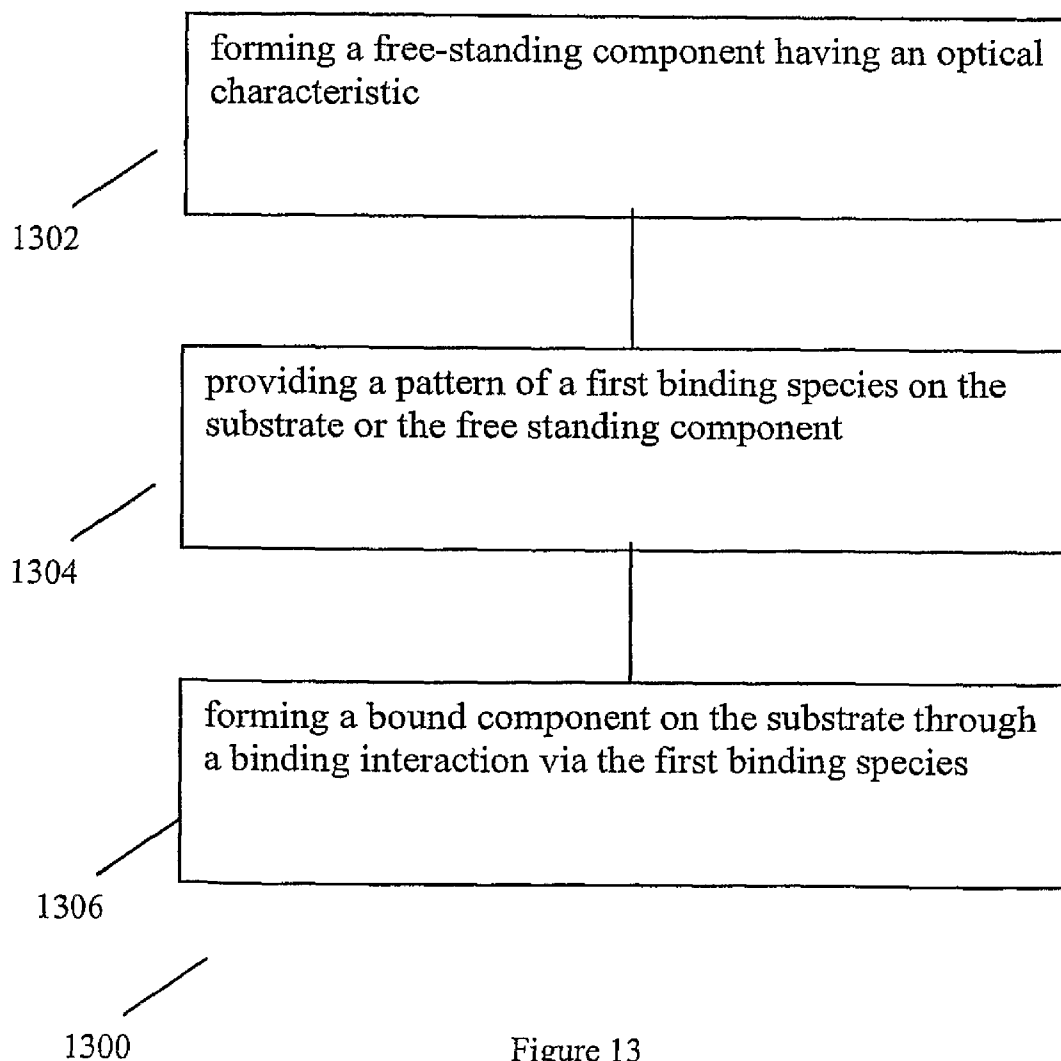 forming a free-standing component having an optical
characteristic
1302
providing a pattern of a first binding species on the
substrate or the free standing component
1304
forming a bound component on the substrate through
a binding interaction via the first binding species
1306
1300
Figure 13